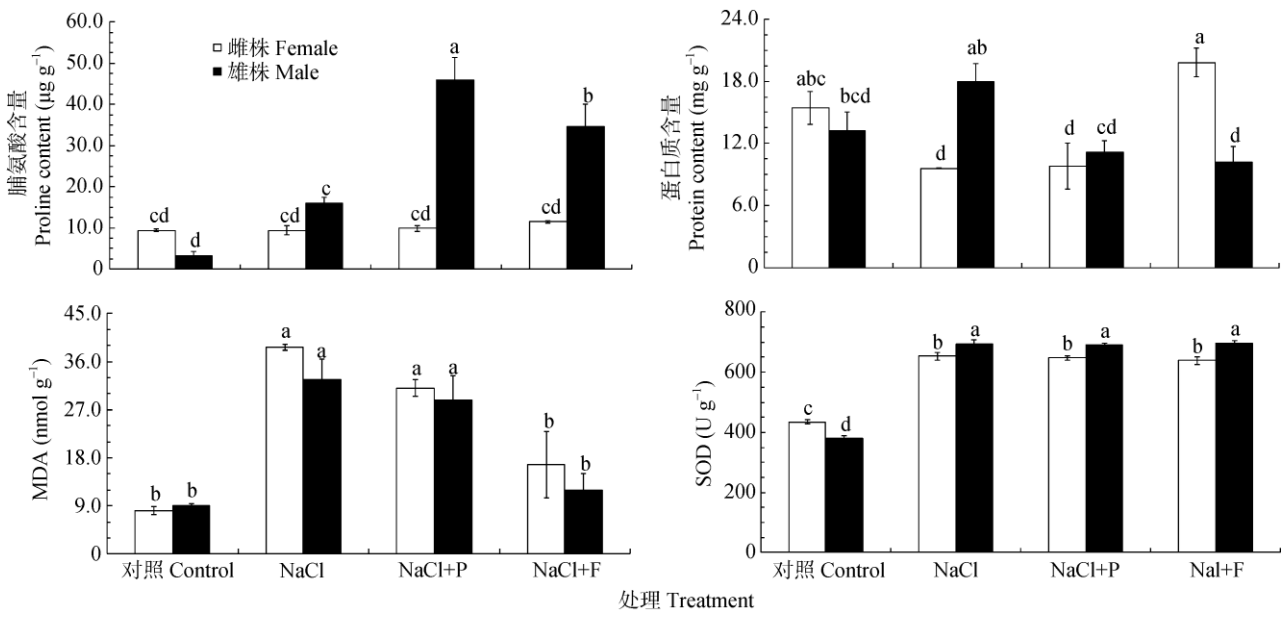 60.0
50.0
40.0
30.0
20.0
10.0
0
脯氨酸含量
Proline content (μg g⁻¹)
雌株 Female
雄株 Male
cd
d
cd
c
cd
a
cd
b
24.0
18.0
12.0
6.0
0
蛋白质含量
Protein content (mg g⁻¹)
abc
bcd
d
ab
d
cd
a
d
45.0
36.0
27.0
18.0
9.0
0
MDA (nmol g⁻¹)
b
b
a
a
a
a
b
b
对照 Control
NaCl
NaCl+P
NaCl+F
800
600
400
200
0
SOD (U g⁻¹)
c
d
b
a
b
a
b
a
对照 Control
NaCl
NaCl+P
Nal+F
处理 Treatment